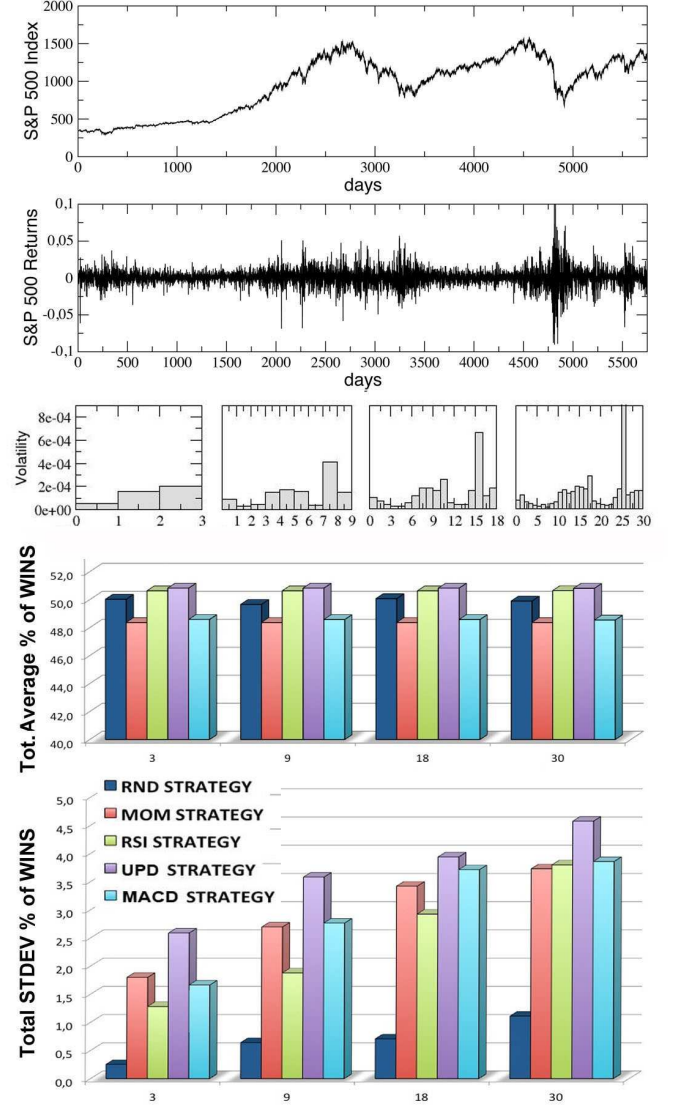 2000
1500
1000
500
0
S&P 500 Index
0 1000 2000 3000 4000 5000
days
0,1
0,05
0
-0,05
-0,1
S&P 500 Returns
0 500 1000 1500 2000 2500 3000 3500 4000 4500 5000 5500
days
8e-04
6e-04
4e-04
2e-04
0e+00
Volatility
0 1 2 3
1 2 3 4 5 6 7 8 9
0 3 6 9 12 15 18
0 5 10 15 20 25 30
52,0
50,0
48,0
46,0
44,0
42,0
40,0
Tot. Average % of WINS
3 9 18 30
RND STRATEGY
MOM STRATEGY
RSI STRATEGY
UPD STRATEGY
MACD STRATEGY
5,0
4,5
4,0
3,5
3,0
2,5
2,0
1,5
1,0
0,5
0,0
Total STDEV % of WINS
3 9 18 30